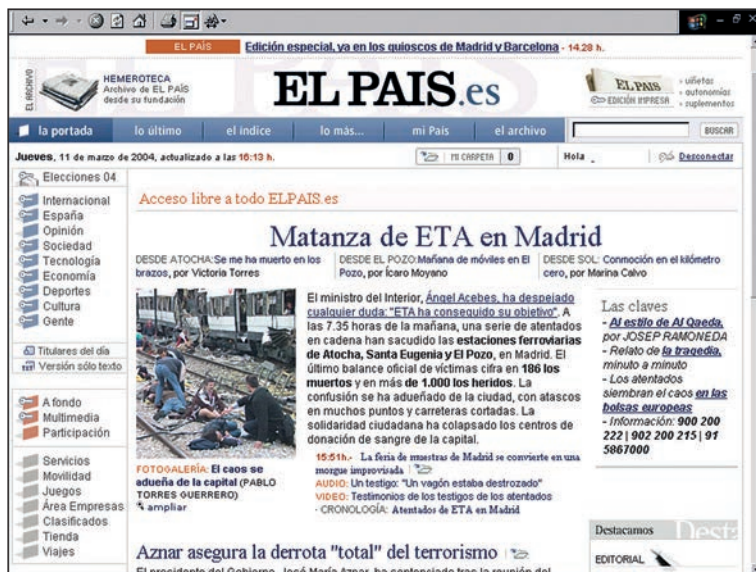 EL PAÍS
Edición especial, ya en los quioscos de Madrid y Barcelona - 14.28 h.
EL ARCHIVO
HEMEROTECA
Archivo de EL PAÍS
desde su fundación
EL PAIS.es
EL PAIS
EDICIÓN IMPRESA
viñetas
autonomías
suplementos
la portada
lo último
el índice
lo más...
mi País
el archivo
BUSCAR
Jueves, 11 de marzo de 2004, actualizado a las 16:13 h.
MI CARPETA 0
Hola
Desconectar
Elecciones 04
Internacional
España
Opinión
Sociedad
Tecnología
Economía
Deportes
Cultura
Gente
Titulares del día
Versión sólo texto
A fondo
Multimedia
Participación
Servicios
Movilidad
Juegos
Área Empresas
Clasificados
Tienda
Viajes
Acceso libre a todo ELPAIS.es
Matanza de ETA en Madrid
DESDE ATOCHA:Se me ha muerto en los
brazos, por Victoria Torres
DESDE EL POZO:Mañana de móviles en El
Pozo, por Ícaro Moyano
DESDE SOL: Conmoción en el kilómetro
cero, por Marina Calvo
FOTOGALERÍA: El caos se
adueña de la capital (PABLO
TORRES GUERRERO)
ampliar
El ministro del Interior, Ángel Acebes, ha despejado
cualquier duda: "ETA ha conseguido su objetivo". A
las 7.35 horas de la mañana, una serie de atentados
en cadena han sacudido las estaciones ferroviarias
de Atocha, Santa Eugenia y El Pozo, en Madrid. El
último balance oficial de víctimas cifra en 186 los
muertos y en más de 1.000 los heridos. La
confusión se ha adueñado de la ciudad, con atascos
en muchos puntos y carreteras cortadas. La
solidaridad ciudadana ha colapsado los centros de
donación de sangre de la capital.
15:51h.- La feria de muestras de Madrid se convierte en una
morgue improvisada
AUDIO: Un testigo: "Un vagón estaba destrozado"
VIDEO: Testimonios de los testigos de los atentados
- CRONOLOGÍA: Atentados de ETA en Madrid
Las claves
- Al estilo de Al Qaeda,
por JOSEP RAMONEDA
- Relato de la tragedia,
minuto a minuto
- Los atentados
siembran el caos en las
bolsas europeas
- Información: 900 200
222 | 902 200 215 | 91
5867000
Destacamos
EDITORIAL
Aznar asegura la derrota "total" del terrorismo
El presidente del Gobierno, José María Aznar, ha sentenciado tras la reunión del